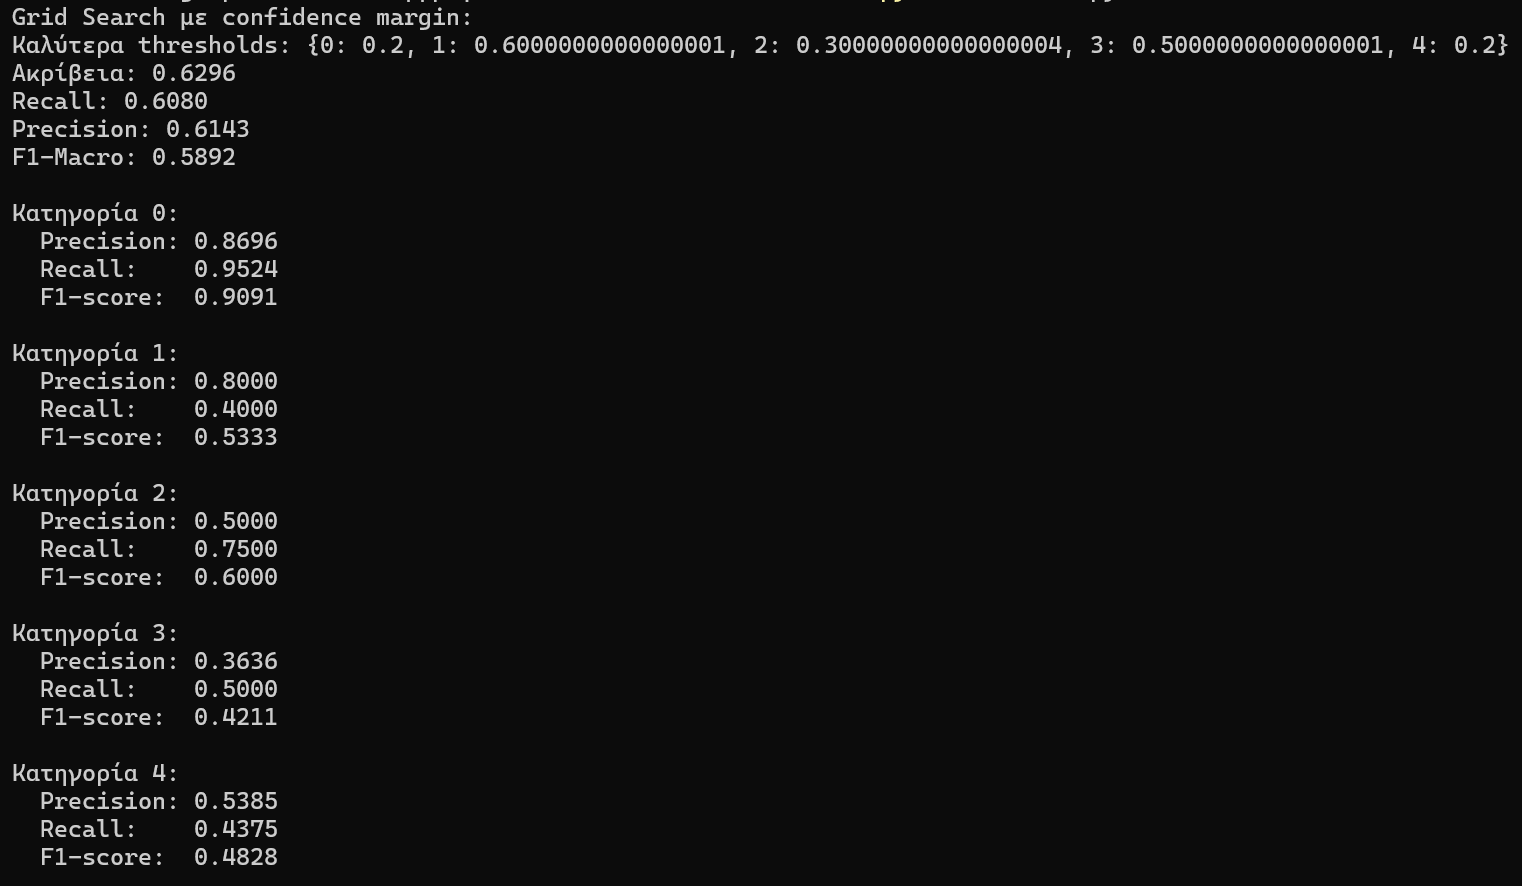 Grid Search με confidence margin:
Καλύτερα thresholds: {0: 0.2, 1: 0.6000000000000001, 2: 0.30000000000000004, 3: 0.5000000000000001, 4: 0.2}
Ακρίβεια: 0.6296
Recall: 0.6080
Precision: 0.6143
F1-Macro: 0.5892
Κατηγορία 0:
Precision: 0.8696
Recall: 0.9524
F1-score: 0.9091
Κατηγορία 1:
Precision: 0.8000
Recall: 0.4000
F1-score: 0.5333
Κατηγορία 2:
Precision: 0.5000
Recall: 0.7500
F1-score: 0.6000
Κατηγορία 3:
Precision: 0.3636
Recall: 0.5000
F1-score: 0.4211
Κατηγορία 4:
Precision: 0.5385
Recall: 0.4375
F1-score: 0.4828